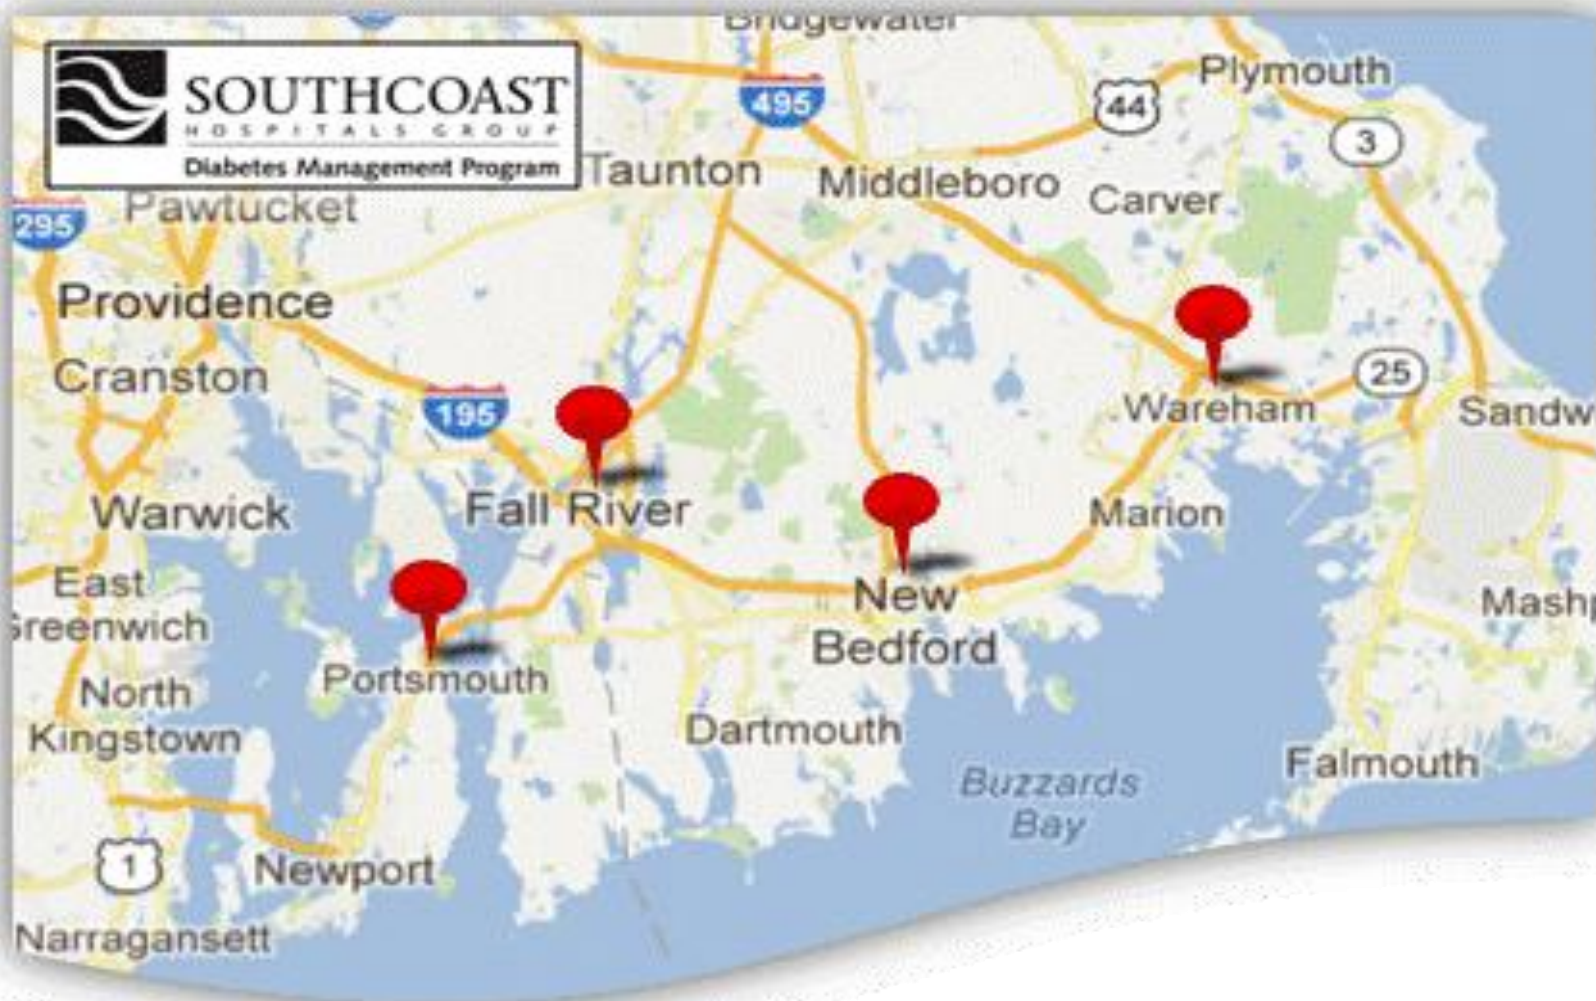 Bridgewater
SOUTHCOAST
HOSPITALS GROUP
Diabetes Management Program
Plymouth
495
44
3
Taunton
Middleboro
Carver
295
Pawtucket
Providence
Cranston
195
25
Wareham
Sandw
Warwick
Fall River
Marion
East
Greenwich
New
Bedford
Mashp
Portsmouth
North
Kingstown
Dartmouth
Buzzards
Bay
Falmouth
1
Newport
Narragansett